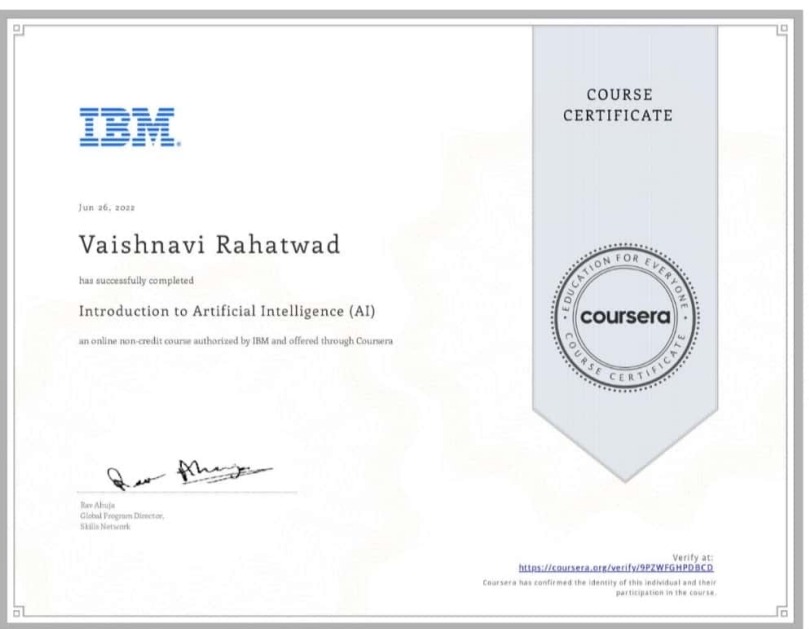 IBM
Jun 26, 2022
Vaishnavi Rahatwad
has successfully completed
Introduction to Artificial Intelligence (AI)
an online non-credit course authorized by IBM and offered through Coursera
Rav Ahuja
Global Program Director,
Skills Network
COURSE
CERTIFICATE
EDUCATION FOR EVERYONE
coursera
COURSE CERTIFICATE
Verify at:
https://coursera.org/verify/9PZWFGHPDBCD
Coursera has confirmed the identity of this individual and their
participation in the course.